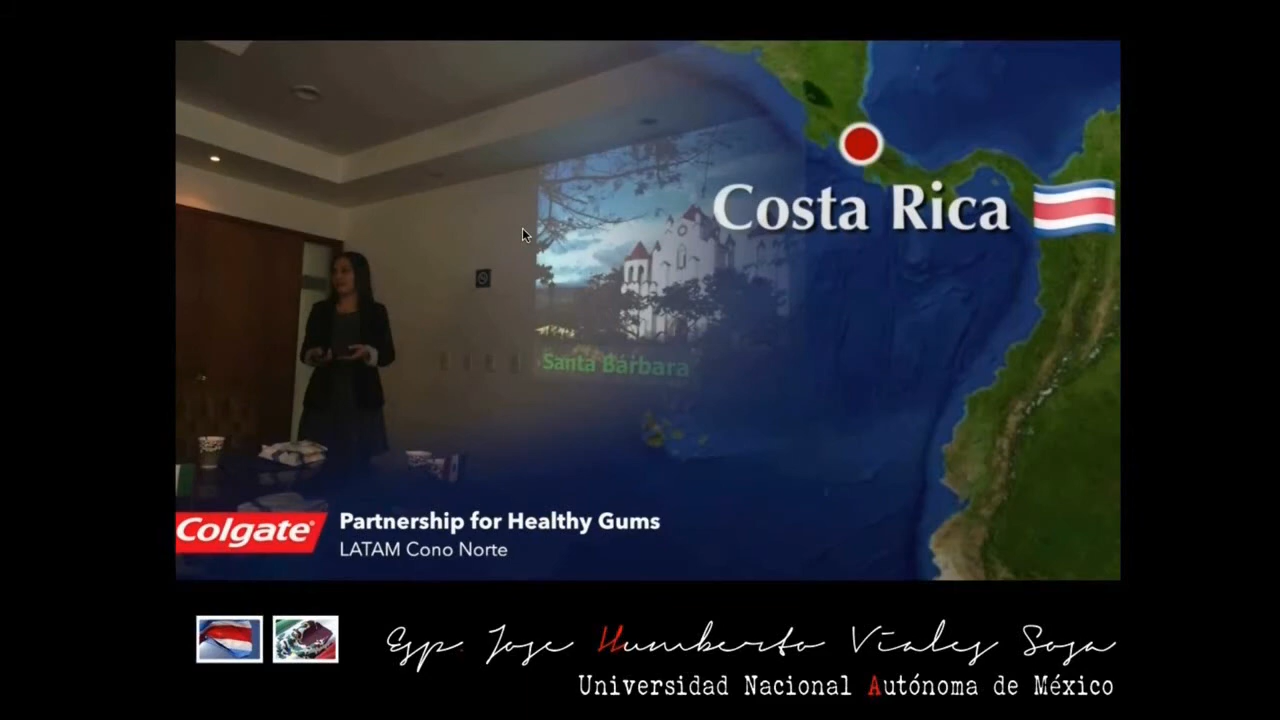 Costa Rica
Santa Bárbara
Colgate®
Partnership for Healthy Gums
LATAM Cono Norte
Esp. Jose Humberto Viales Sosa
Universidad Nacional Autónoma de México